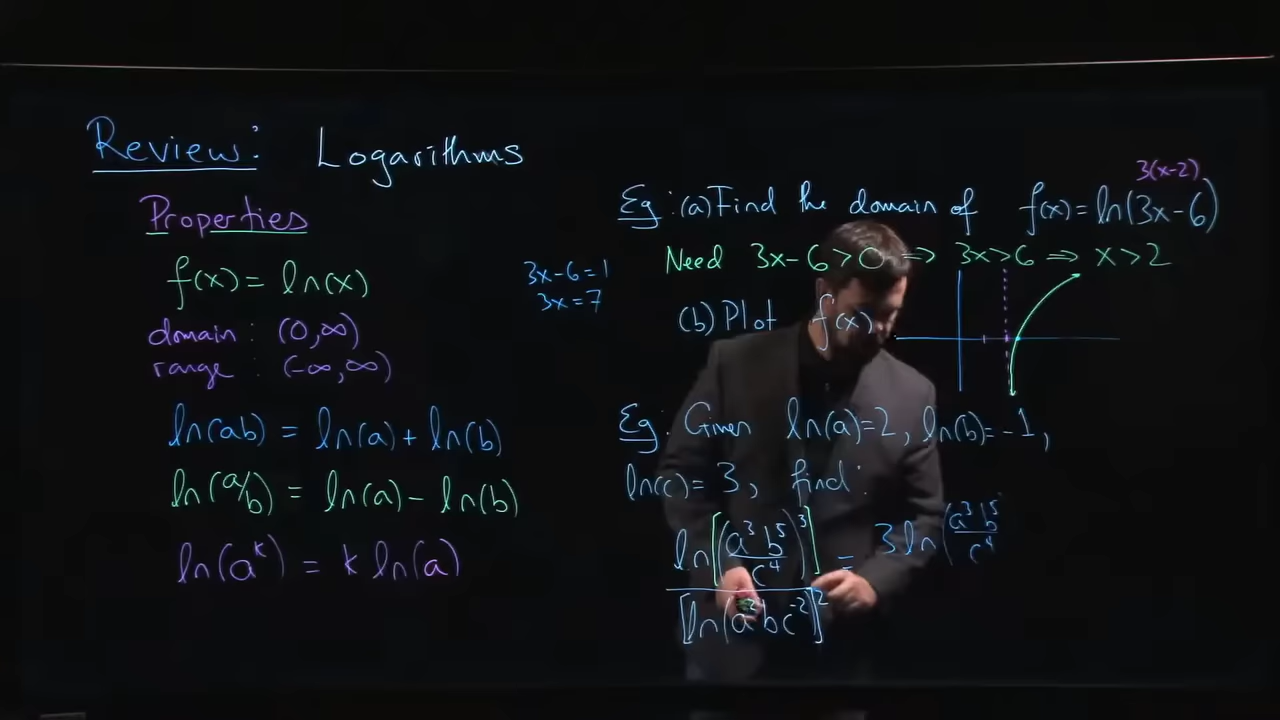 Review: Logarithms
Properties
f(x) = ln(x)
domain : (0,∞)
range : (-∞,∞)
ln(ab) = ln(a) + ln(b)
ln(a/b) = ln(a) - ln(b)
ln(a^k) = k ln(a)
3x-6=1
3x=7
3(x-2)
Eg: (a) Find the domain of f(x)=ln(3x-6)
Need 3x-6>0 ⇒ 3x>6 ⇒ x>2
(b) Plot f(x).
Eg: Given ln(a)=2, ln(b)=-1,
ln(c)=3, find:
ln[(a^3 b^5 / c^4)^3] = 3ln(a^3 b^5 / c^4
[ln(a bc^-2)]^2